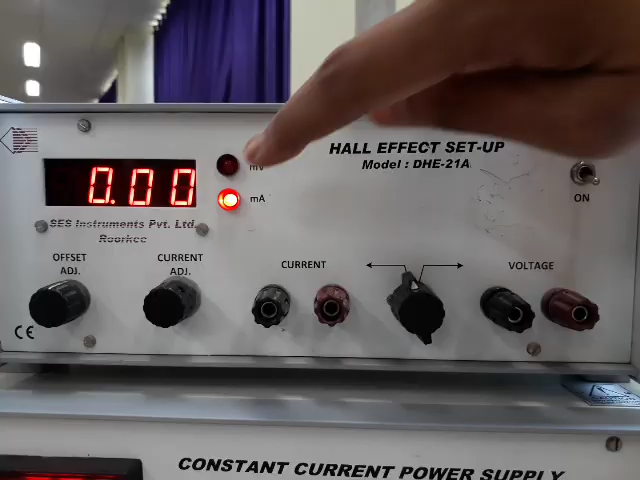 HALL EFFECT SET-UP
Model : DHE-21A
mV
mA
0.00
SES Instruments Pvt. Ltd.
Roorkee
ON
OFFSET
ADJ.
CURRENT
ADJ.
CURRENT
VOLTAGE
CE
CONSTANT CURRENT POWER SUPPLY